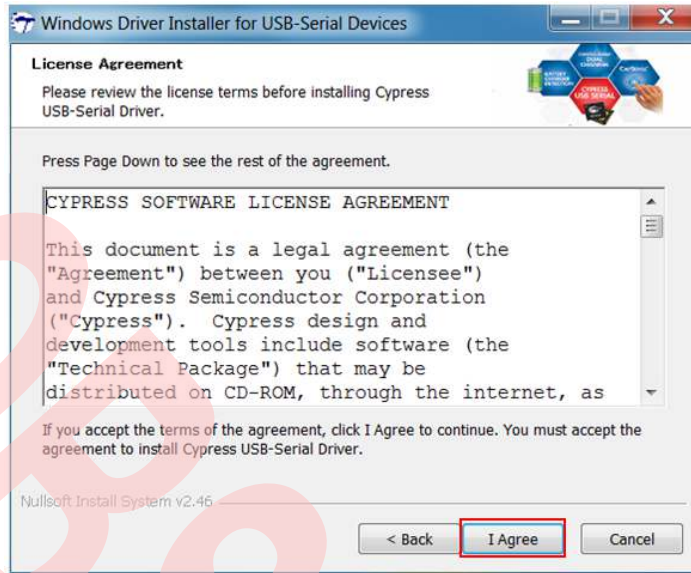 Windows Driver Installer for USB-Serial Devices
License Agreement
Please review the license terms before installing Cypress
USB-Serial Driver.
Press Page Down to see the rest of the agreement.
CYPRESS SOFTWARE LICENSE AGREEMENT
This document is a legal agreement (the
"Agreement") between you ("Licensee")
and Cypress Semiconductor Corporation
("Cypress").  Cypress design and
development tools include software (the
"Technical Package") that may be
distributed on CD-ROM, through the internet, as
If you accept the terms of the agreement, click I Agree to continue. You must accept the
agreement to install Cypress USB-Serial Driver.
Nullsoft Install System v2.46
< Back
I Agree
Cancel